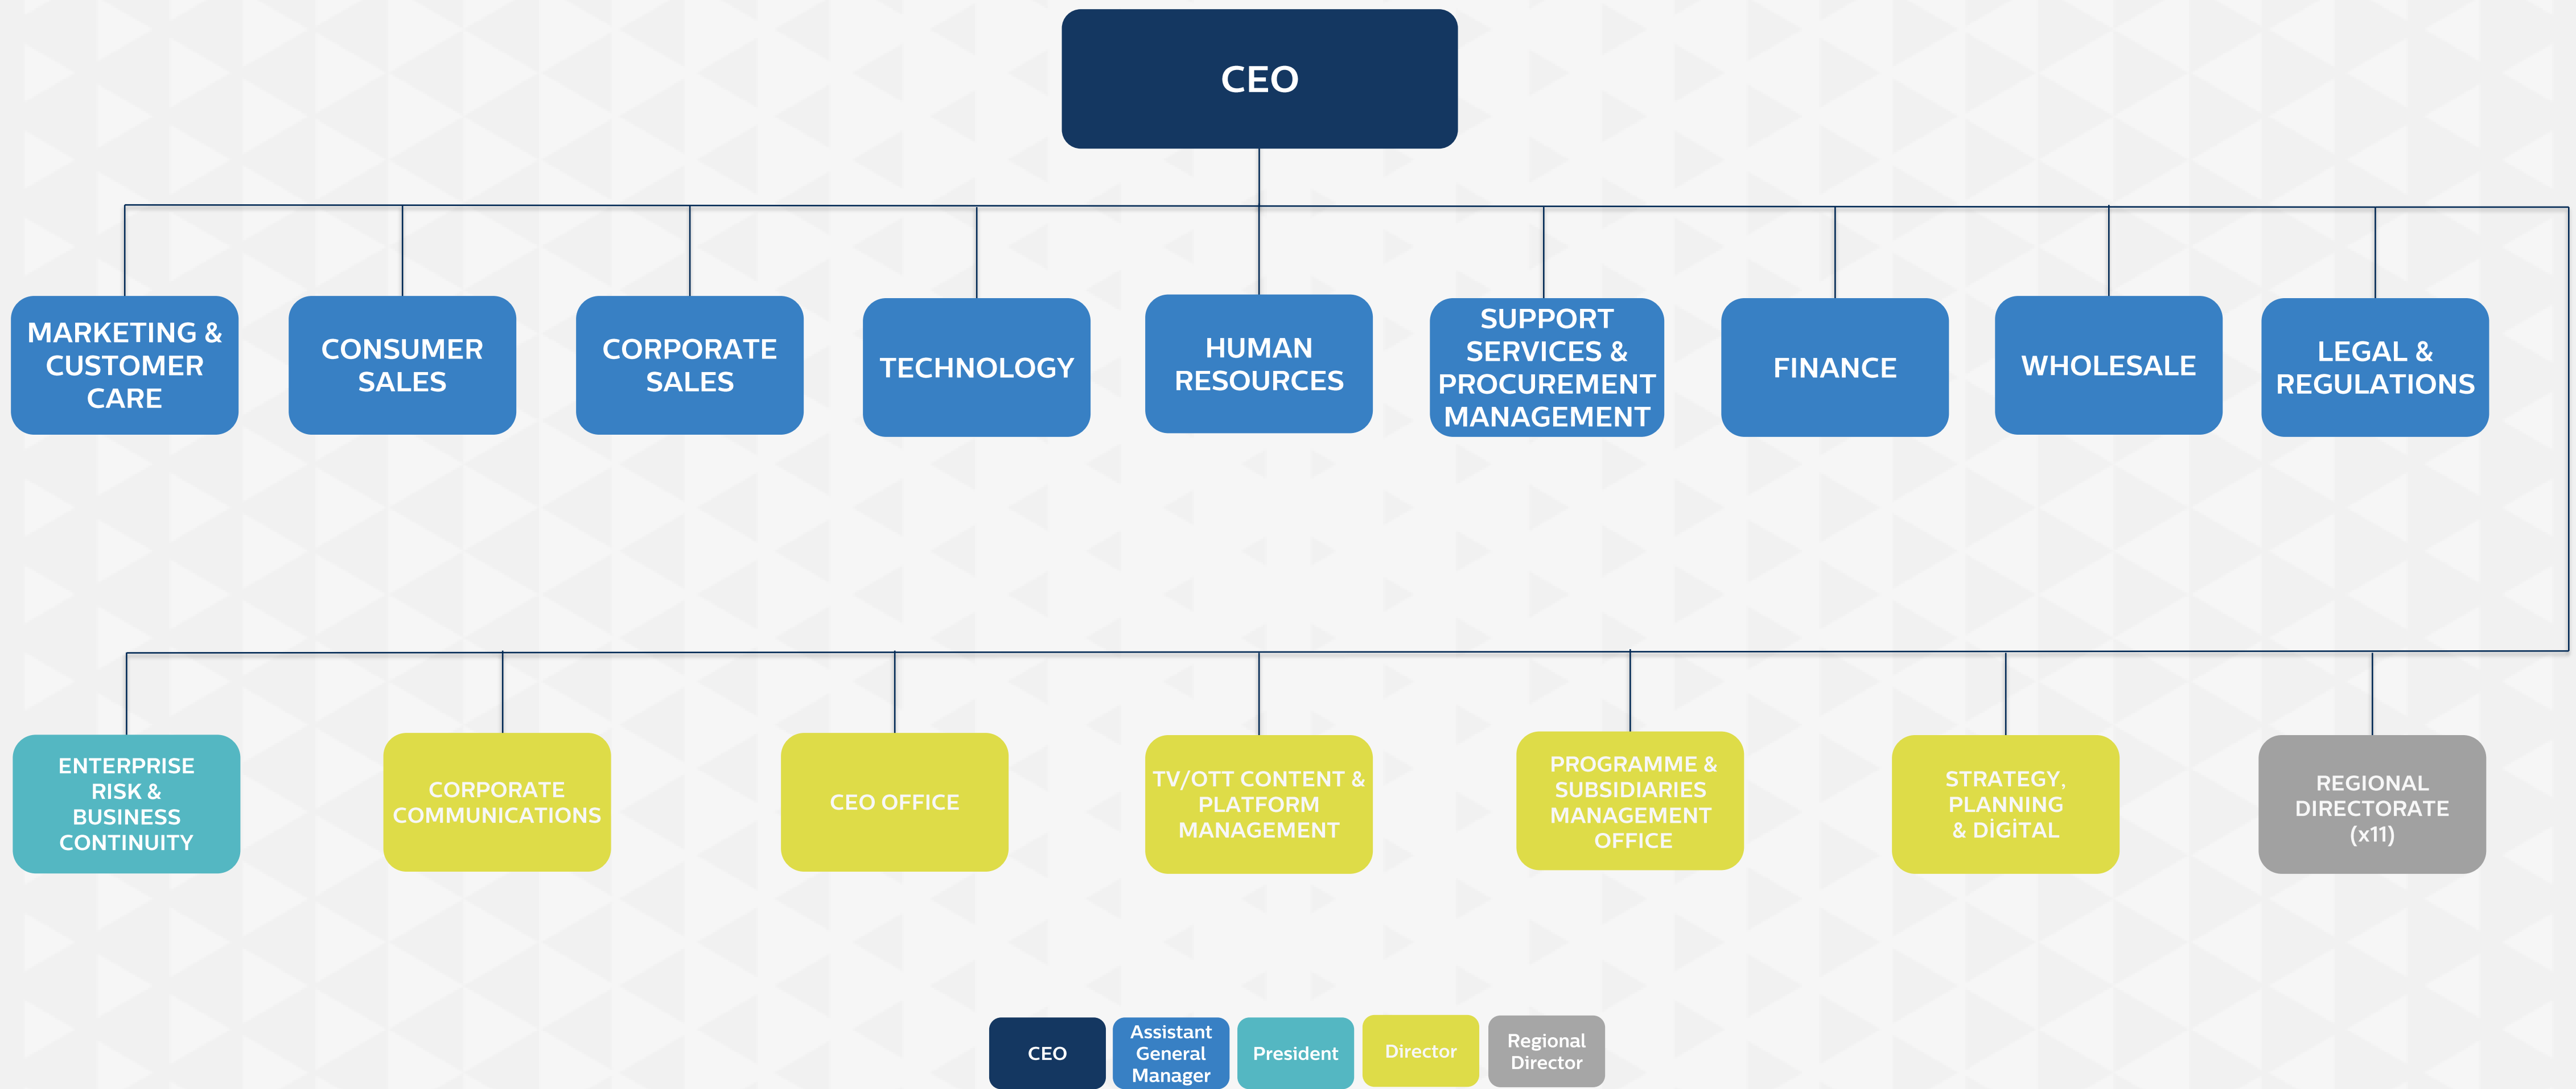 CEO
MARKETING &
CUSTOMER
CARE
CONSUMER
SALES
CORPORATE
SALES
TECHNOLOGY
HUMAN
RESOURCES
SUPPORT
SERVICES &
PROCUREMENT
MANAGEMENT
FINANCE
WHOLESALE
LEGAL &
REGULATIONS
ENTERPRISE
RISK &
BUSINESS
CONTINUITY
CORPORATE
COMMUNICATIONS
CEO OFFICE
TV/OTT CONTENT &
PLATFORM
MANAGEMENT
PROGRAMME &
SUBSIDIARIES
MANAGEMENT
OFFICE
STRATEGY,
PLANNING
& DİGİTAL
REGIONAL
DIRECTORATE
(x11)
CEO
Assistant
General
Manager
President
Director
Regional
Director